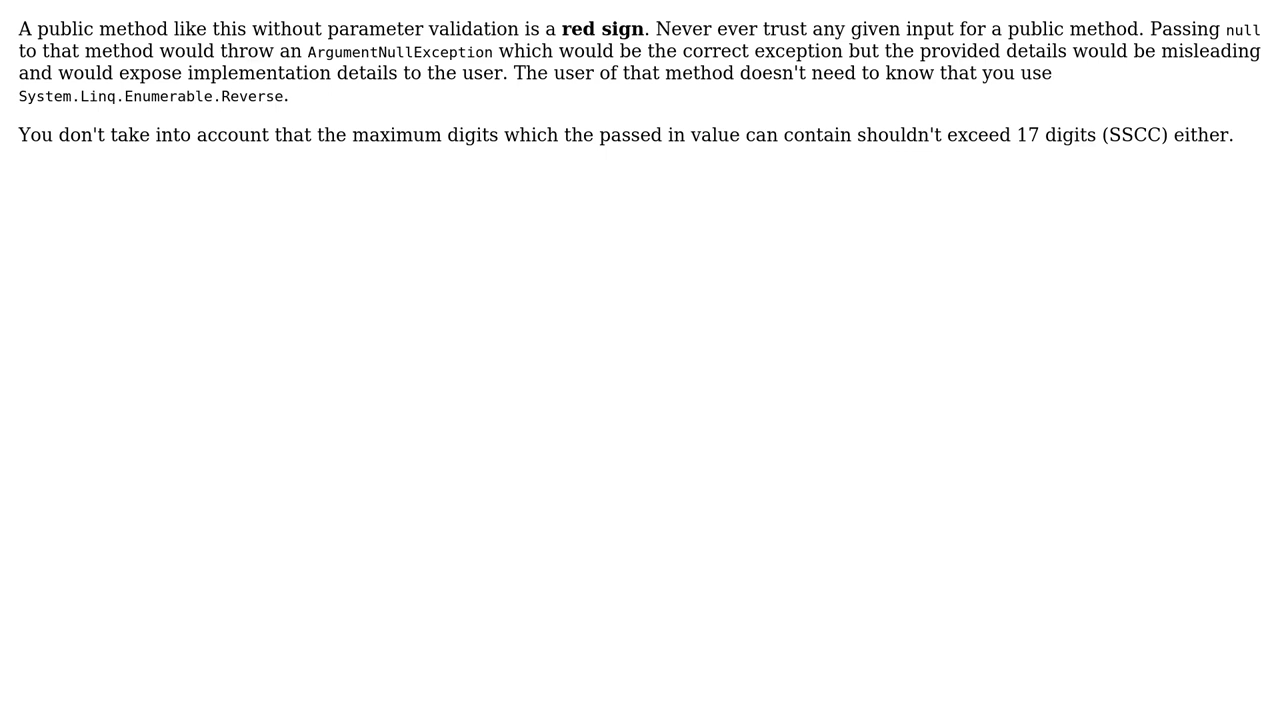 A public method like this without parameter validation is a red sign. Never ever trust any given input for a public method. Passing null
to that method would throw an ArgumentNullException which would be the correct exception but the provided details would be misleading
and would expose implementation details to the user. The user of that method doesn't need to know that you use
System.Linq.Enumerable.Reverse.
You don't take into account that the maximum digits which the passed in value can contain shouldn't exceed 17 digits (SSCC) either.